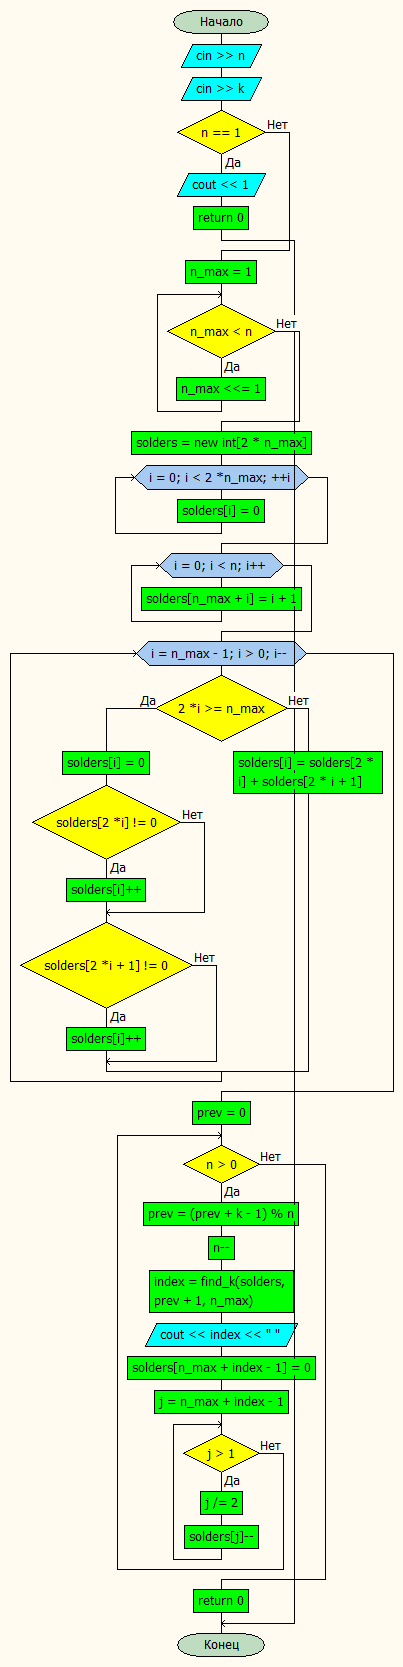 Начало
cin >> n
cin >> k
n == 1
Нет
Да
cout << 1
return 0
n_max = 1
n_max < n
Нет
Да
n_max <<= 1
solders = new int[2 * n_max]
i = 0; i < 2 *n_max; ++i
solders[i] = 0
i = 0; i < n; i++
solders[n_max + i] = i + 1
i = n_max - 1; i > 0; i--
Да
2 *i >= n_max
Нет
solders[i] = 0
solders[i] = solders[2 *
i] + solders[2 * i + 1]
solders[2 *i] != 0
Нет
Да
solders[i]++
solders[2 *i + 1] != 0
Нет
Да
solders[i]++
prev = 0
n > 0
Нет
Да
prev = (prev + k - 1) % n
n--
index = find_k(solders,
prev + 1, n_max)
cout << index << " "
solders[n_max + index - 1] = 0
j = n_max + index - 1
j > 1
Нет
Да
j /= 2
solders[j]--
return 0
Конец